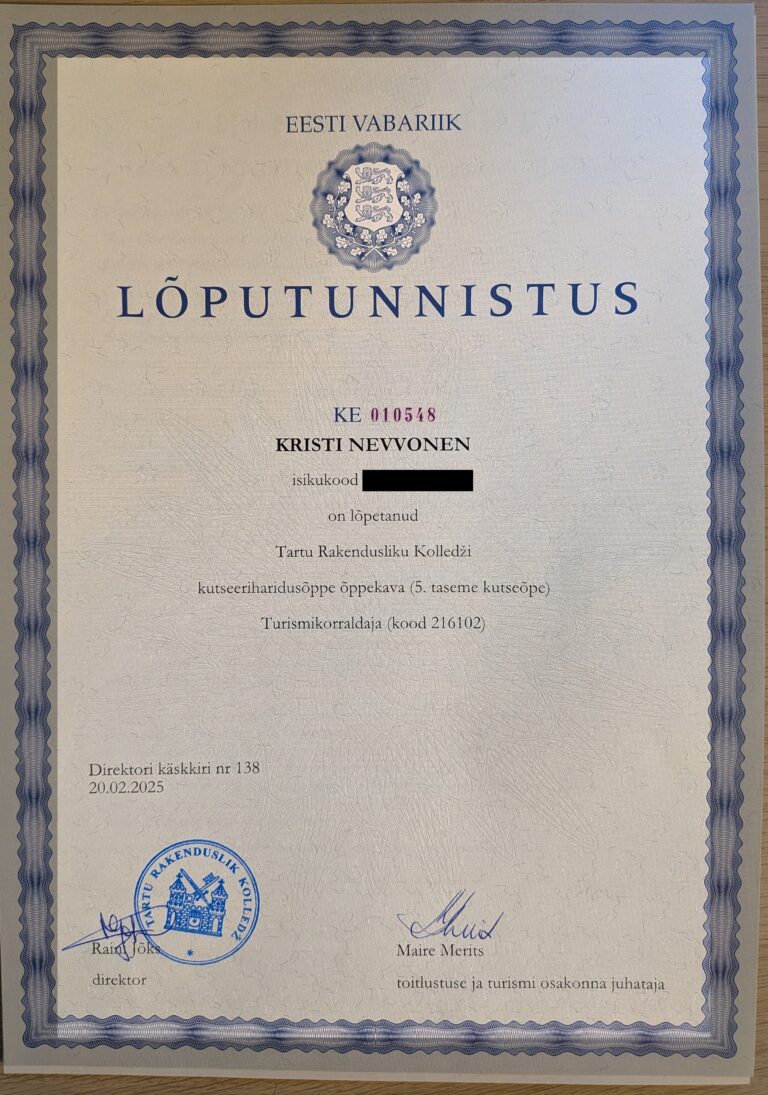 EESTI VABARIIK
LÕPUTUNNISTUS
KE 010548
KRISTI NEVVONEN
isikukood
on lõpetanud
Tartu Rakendusliku Kolledži
kutseeriharidusõppe õppekava (5. taseme kutseõpe)
Turismikorraldaja (kood 216102)
Direktori käskkiri nr 138
20.02.2025
TARTU RAKENDUSLIK KOLLEDŽ
Raini Jõks
direktor
Maire Merits
toitlustuse ja turismi osakonna juhataja